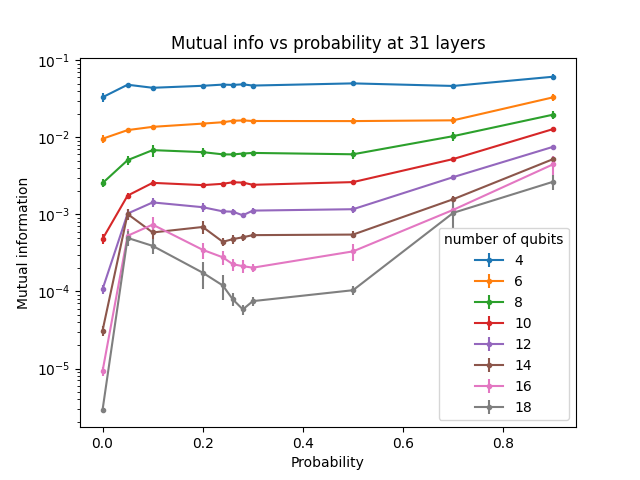 Mutual info vs probability at 31 layers
10⁻¹
10⁻²
10⁻³
10⁻⁴
10⁻⁵
Mutual information
number of qubits
4
6
8
10
12
14
16
18
0.0 0.2 0.4 0.6 0.8
Probability